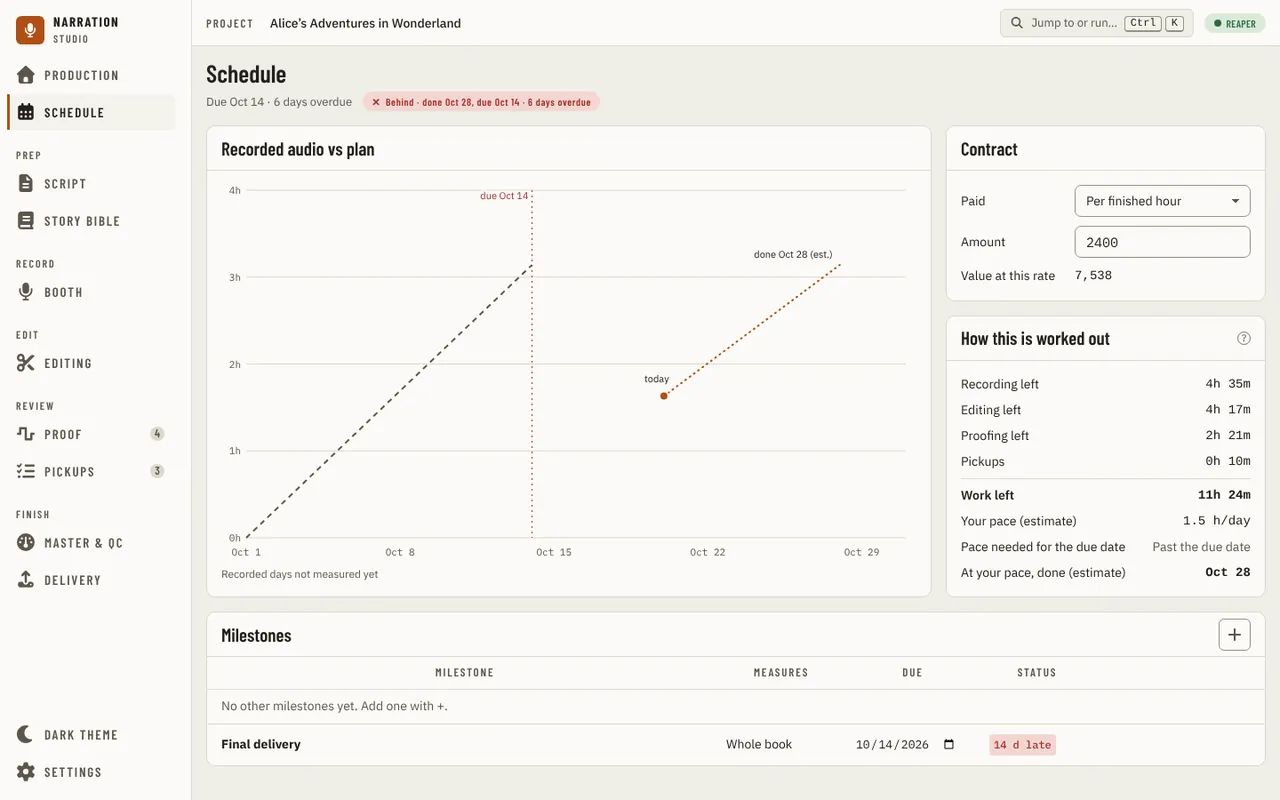 NARRATION
STUDIO
PRODUCTION
SCHEDULE
PREP
SCRIPT
STORY BIBLE
RECORD
BOOTH
EDIT
EDITING
REVIEW
PROOF 4
PICKUPS 3
FINISH
MASTER & QC
DELIVERY
DARK THEME
SETTINGS
PROJECT Alice's Adventures in Wonderland
Jump to or run... Ctrl K
REAPER
Schedule
Due Oct 14 · 6 days overdue
Behind · done Oct 28, due Oct 14 · 6 days overdue
Recorded audio vs plan
4h
due Oct 14
done Oct 28 (est.)
3h
2h
today
1h
0h
Oct 1 Oct 8 Oct 15 Oct 22 Oct 29
Recorded days not measured yet
Contract
Paid Per finished hour
Amount 2400
Value at this rate 7,538
How this is worked out ?
Recording left 4h 35m
Editing left 4h 17m
Proofing left 2h 21m
Pickups 0h 10m
Work left 11h 24m
Your pace (estimate) 1.5 h/day
Pace needed for the due date Past the due date
At your pace, done (estimate) Oct 28
Milestones
MILESTONE MEASURES DUE STATUS
No other milestones yet. Add one with +.
Final delivery Whole book 10/14/2026 14 d late